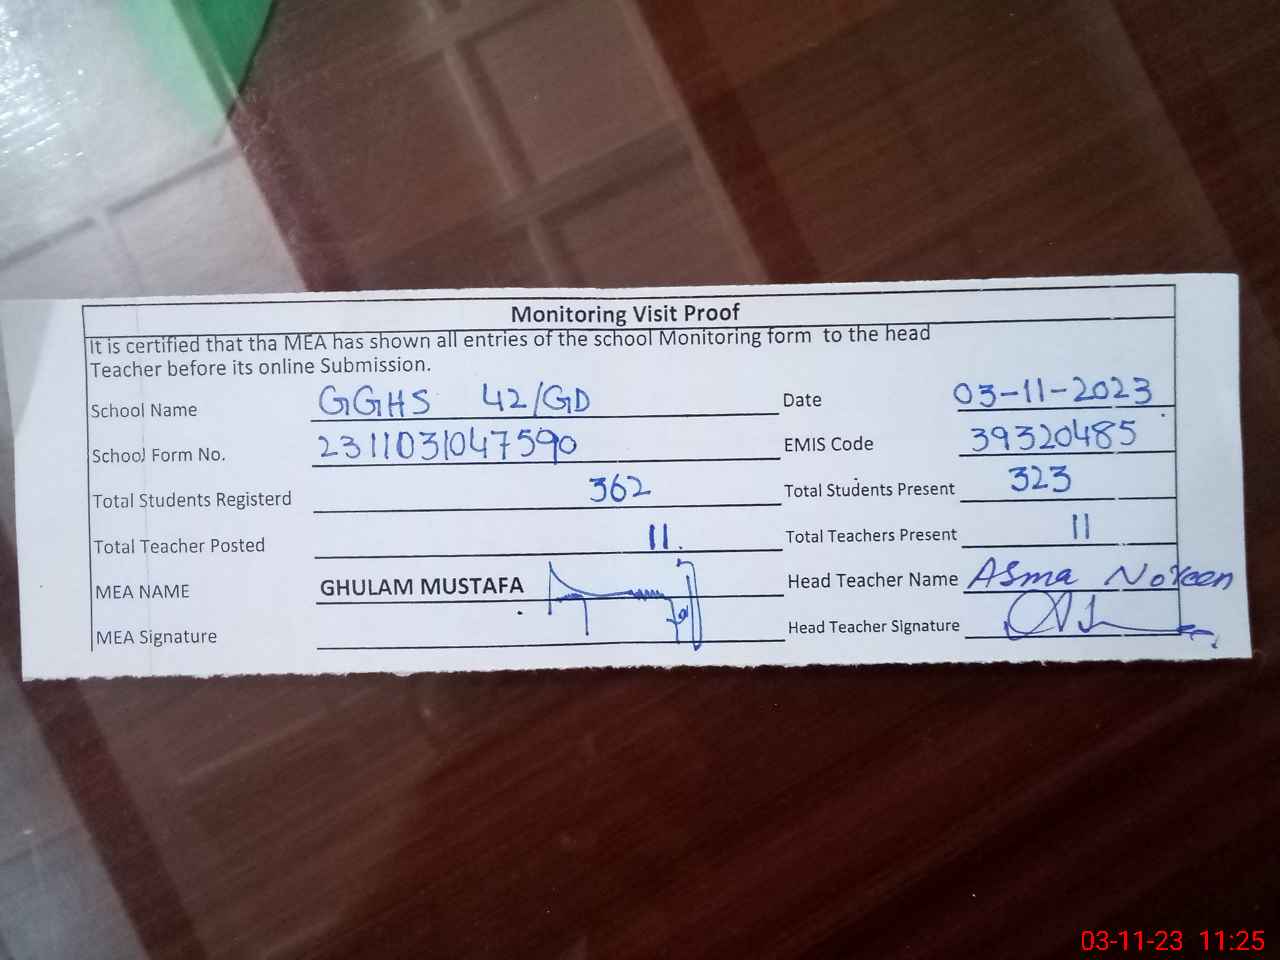 Monitoring Visit Proof
It is certified that tha MEA has shown all entries of the school Monitoring form to the head
Teacher before its online Submission.
School Name GGHS 42/GD Date 03-11-2023
School Form No. 2311031047590 EMIS Code 39320485
Total Students Registerd 362 Total Students Present 323
Total Teacher Posted 11. Total Teachers Present 11
MEA NAME GHULAM MUSTAFA Head Teacher Name Asma Noreen
MEA Signature Head Teacher Signature
03-11-23 11:25